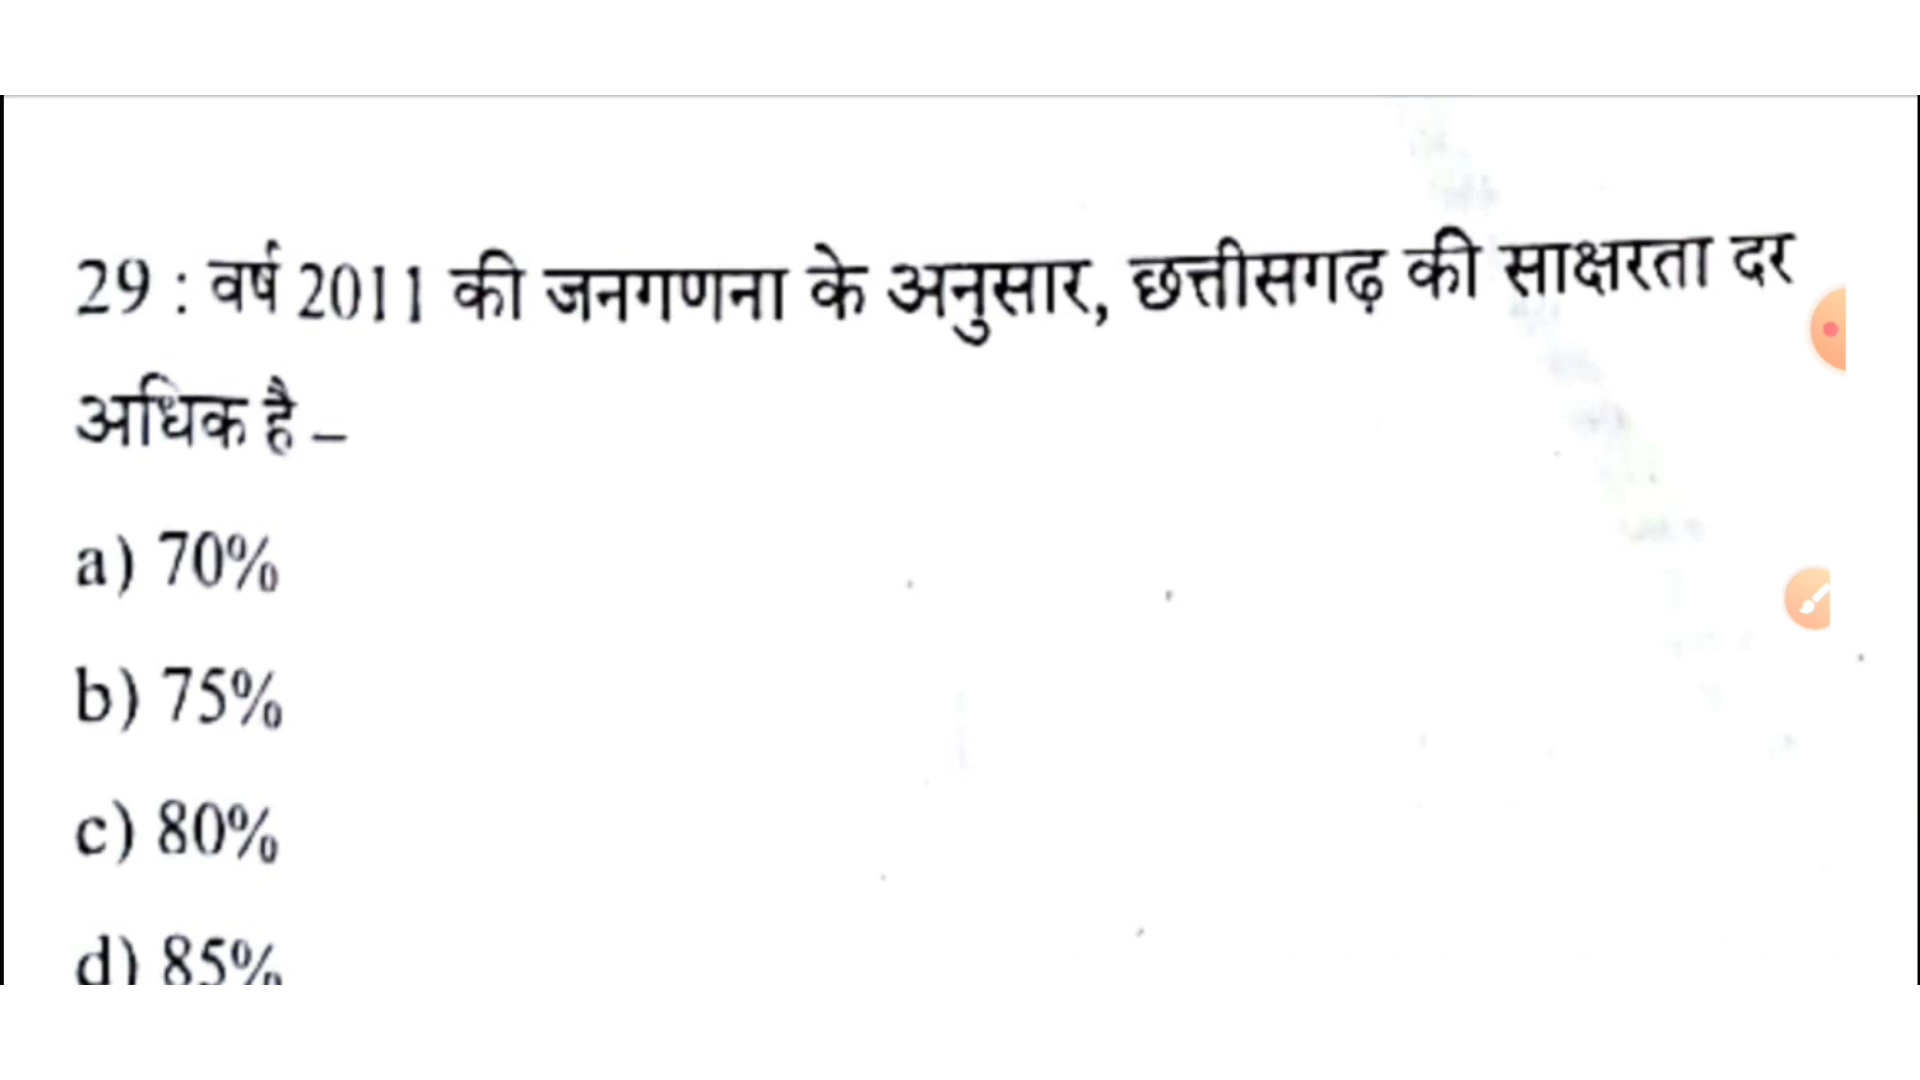 29 : वर्ष 2011 की जनगणना के अनुसार, छत्तीसगढ़ की साक्षरता दर
अधिक है –
a) 70%
b) 75%
c) 80%
d) 85%